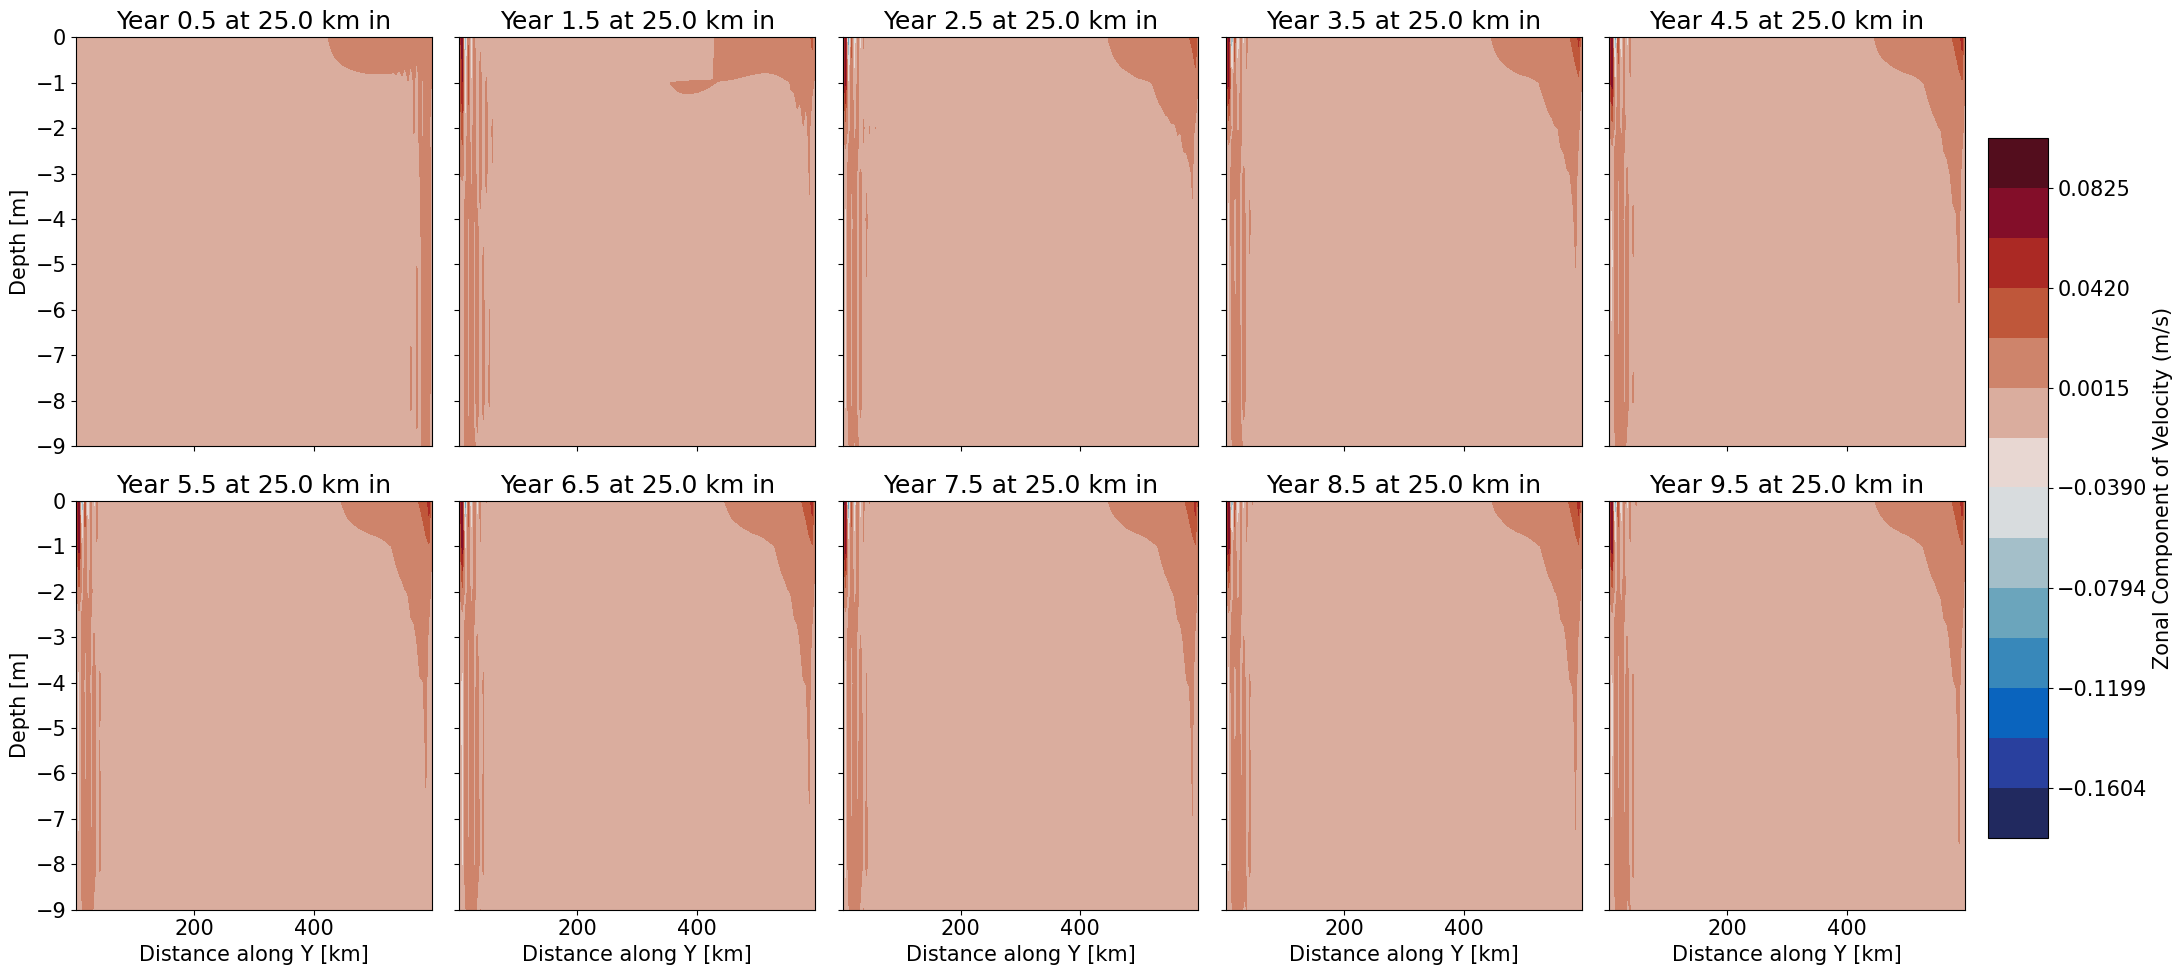 Year 0.5 at 25.0 km in
Year 1.5 at 25.0 km in
Year 2.5 at 25.0 km in
Year 3.5 at 25.0 km in
Year 4.5 at 25.0 km in
0
−1
−2
−3
−4
−5
−6
−7
−8
−9
Depth [m]
0.0825
0.0420
0.0015
−0.0390
−0.0794
−0.1199
−0.1604
Zonal Component of Velocity (m/s)
Year 5.5 at 25.0 km in
Year 6.5 at 25.0 km in
Year 7.5 at 25.0 km in
Year 8.5 at 25.0 km in
Year 9.5 at 25.0 km in
0
−1
−2
−3
−4
−5
−6
−7
−8
−9
Depth [m]
200 400
200 400
200 400
200 400
200 400
Distance along Y [km]
Distance along Y [km]
Distance along Y [km]
Distance along Y [km]
Distance along Y [km]